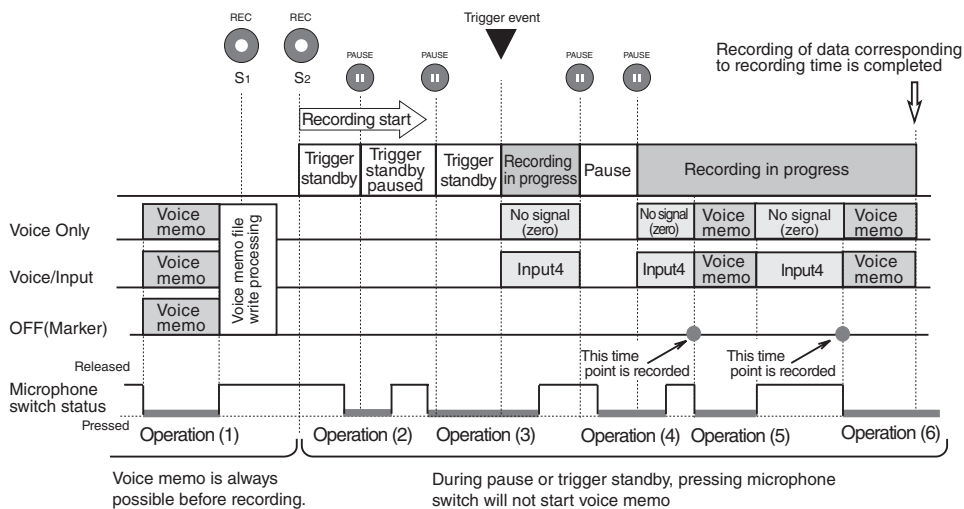 REC
REC
Trigger event
S1
S2
PAUSE
PAUSE
PAUSE
PAUSE
Recording of data corresponding
to recording time is completed
Recording start
Trigger
standby
Trigger
standby
paused
Trigger
standby
Recording
in progress
Pause
Recording in progress
Voice Only
Voice
memo
Voice memo file
write processing
No signal
(zero)
No signal
(zero)
Voice
memo
No signal
(zero)
Voice
memo
Voice/Input
Voice
memo
Input4
Input4
Voice
memo
Input4
Voice
memo
OFF(Marker)
Voice
memo
This time
point is recorded
This time
point is recorded
Released
Microphone
switch status
Pressed
Operation (1)
Operation (2)
Operation (3)
Operation (4)
Operation (5)
Operation (6)
Voice memo is always
possible before recording.
During pause or trigger standby, pressing microphone
switch will not start voice memo